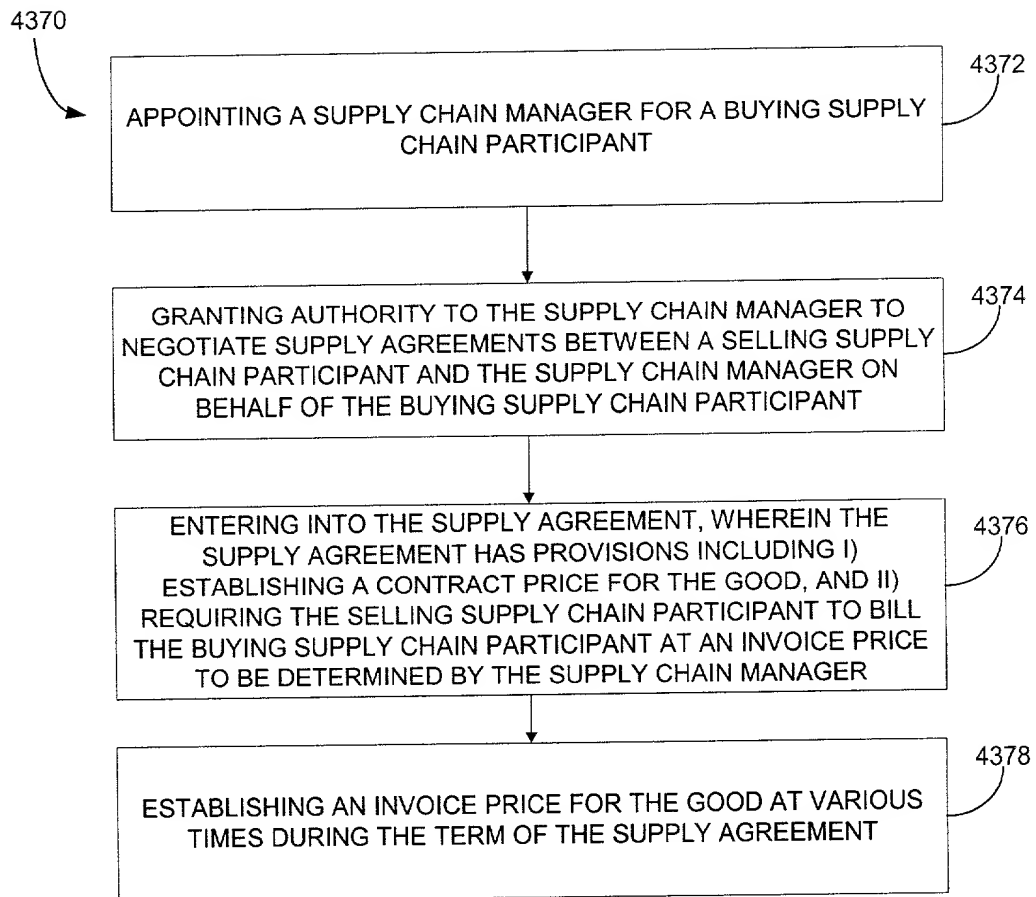 4370
4372
APPOINTING A SUPPLY CHAIN MANAGER FOR A BUYING SUPPLY
CHAIN PARTICIPANT
4374
GRANTING AUTHORITY TO THE SUPPLY CHAIN MANAGER TO
NEGOTIATE SUPPLY AGREEMENTS BETWEEN A SELLING SUPPLY
CHAIN PARTICIPANT AND THE SUPPLY CHAIN MANAGER ON
BEHALF OF THE BUYING SUPPLY CHAIN PARTICIPANT
4376
ENTERING INTO THE SUPPLY AGREEMENT, WHEREIN THE
SUPPLY AGREEMENT HAS PROVISIONS INCLUDING I)
ESTABLISHING A CONTRACT PRICE FOR THE GOOD, AND II)
REQUIRING THE SELLING SUPPLY CHAIN PARTICIPANT TO BILL
THE BUYING SUPPLY CHAIN PARTICIPANT AT AN INVOICE PRICE
TO BE DETERMINED BY THE SUPPLY CHAIN MANAGER
4378
ESTABLISHING AN INVOICE PRICE FOR THE GOOD AT VARIOUS
TIMES DURING THE TERM OF THE SUPPLY AGREEMENT